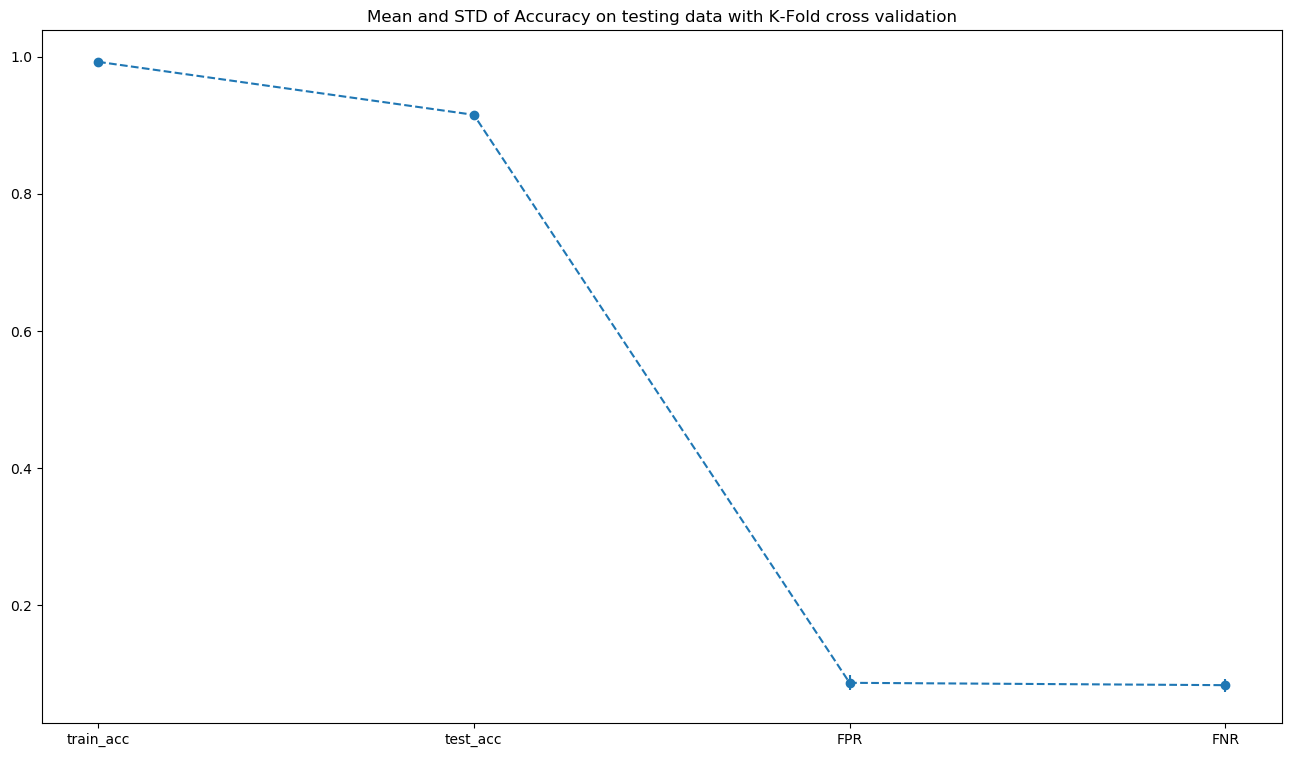 Mean and STD of Accuracy on testing data with K-Fold cross validation
1.0
0.8
0.6
0.4
0.2
train_acc test_acc FPR FNR